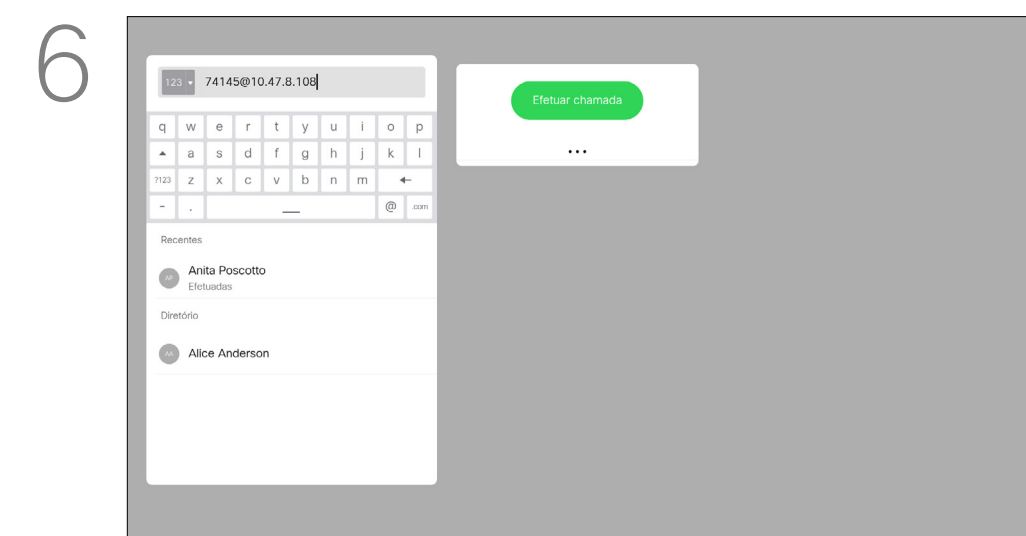 6
123 74145@10.47.8.108
q w e r t y u i o p
a s d f g h j k l
?123 z x c v b n m
- . @ .com
Recentes
AP Anita Poscotto
Efetuadas
Diretório
AA Alice Anderson
Efetuar chamada
...